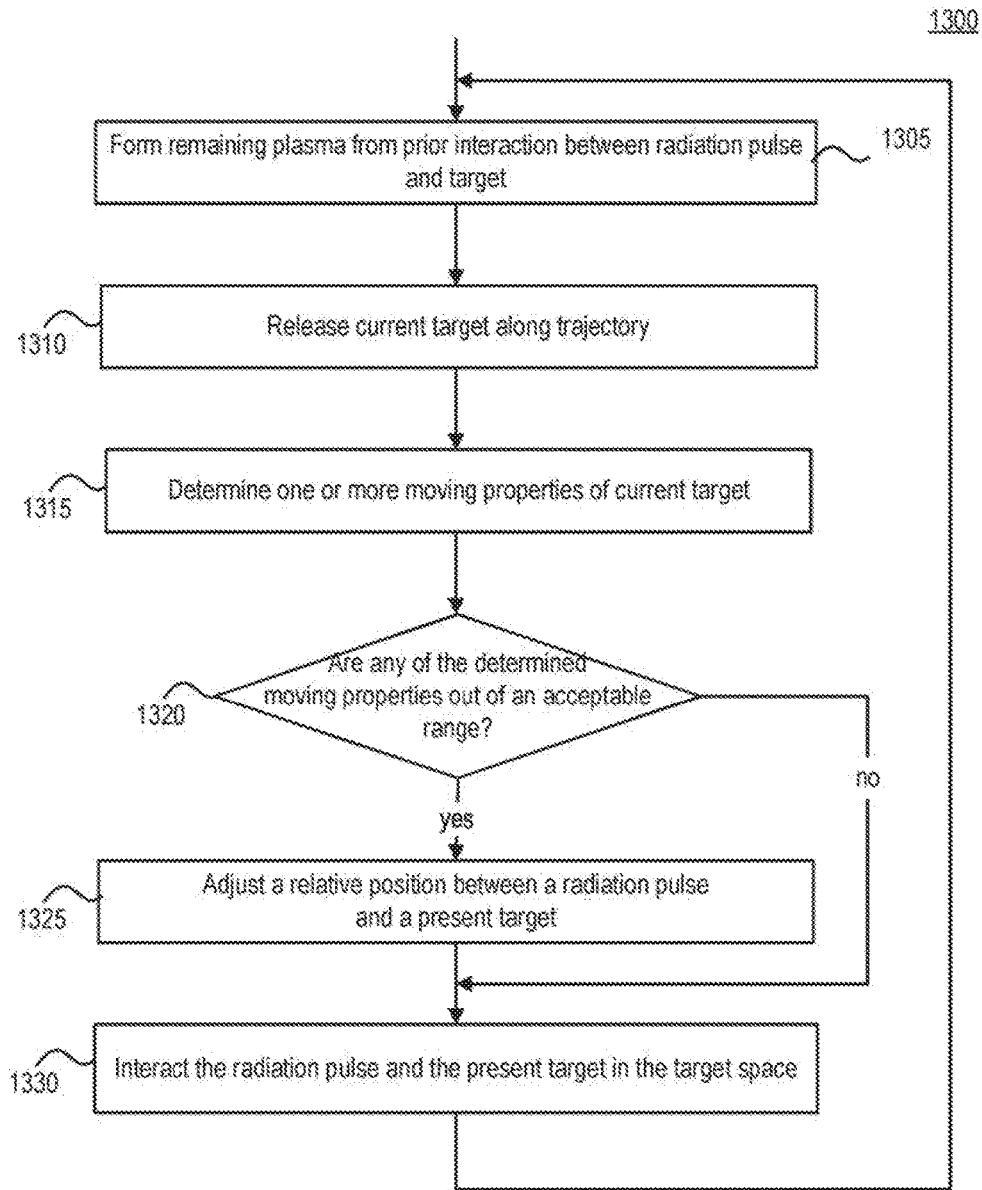 1300
Form remaining plasma from prior interaction between radiation pulse
and target
1305
Release current target along trajectory
1310
Determine one or more moving properties of current target
1315
Are any of the determined
moving properties out of an acceptable
range?
1320
no
yes
Adjust a relative position between a radiation pulse
and a present target
1325
Interact the radiation pulse and the present target in the target space
1330